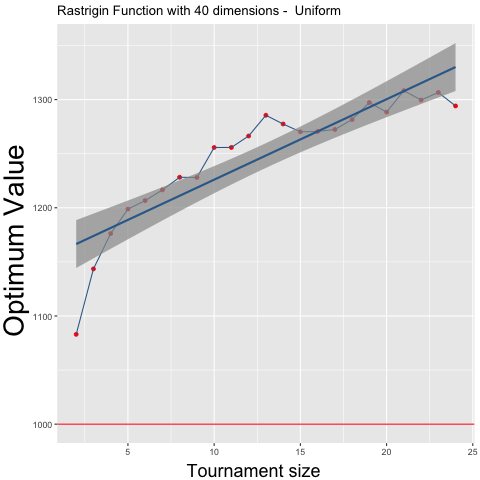 Rastrigin Function with 40 dimensions - Uniform
Optimum Value
1300
1200
1100
1000
5 10 15 20 25
Tournament size